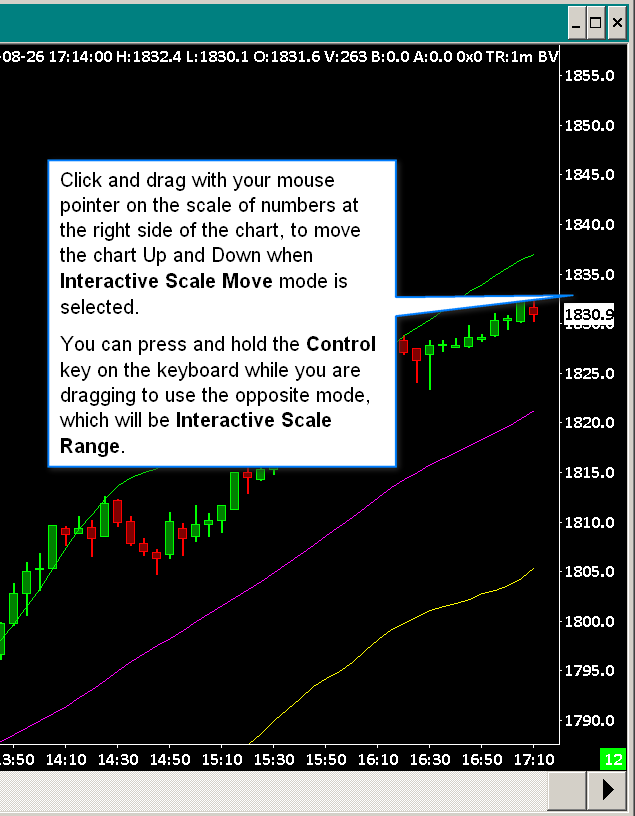 -08-26 17:14:00 H:1832.4 L:1830.1 O:1831.6 V:263 B:0.0 A:0.0 0x0 TR:1m BV
1855.0
1850.0
1845.0
1840.0
1835.0
1830.9
1825.0
1820.0
1815.0
1810.0
1805.0
1800.0
1795.0
1790.0
Click and drag with your mouse
pointer on the scale of numbers at
the right side of the chart, to move
the chart Up and Down when
Interactive Scale Move mode is
selected.
You can press and hold the Control
key on the keyboard while you are
dragging to use the opposite mode,
which will be Interactive Scale
Range.
13:50 14:10 14:30 14:50 15:10 15:30 15:50 16:10 16:30 16:50 17:10 12